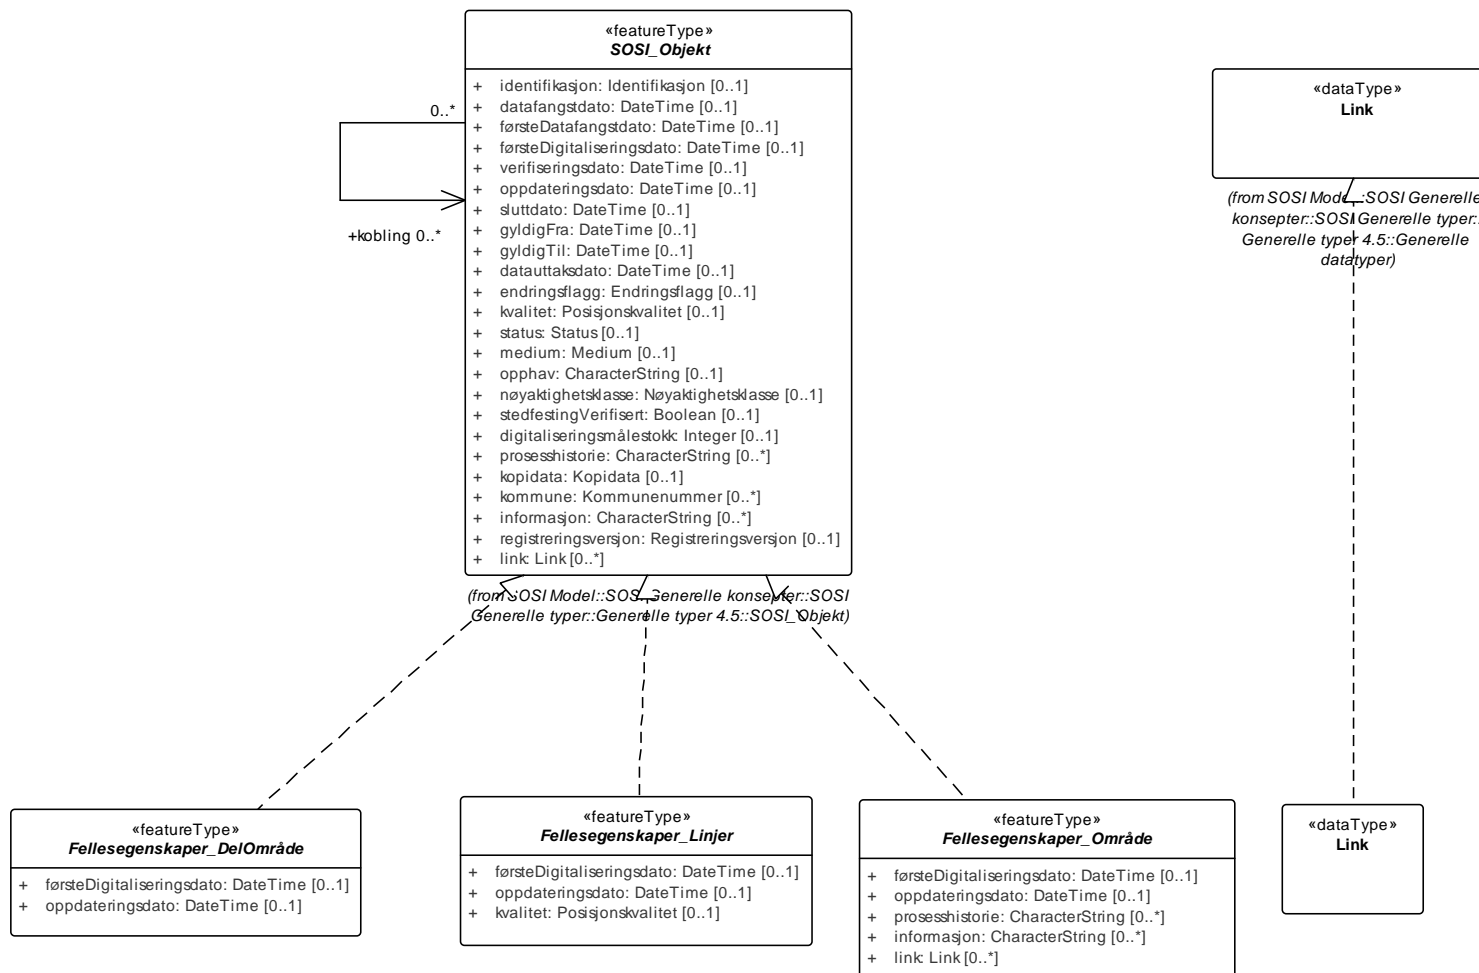 «featureType»
SOSI_Objekt
+ identifikasjon: Identifikasjon [0..1]
+ datafangstdato: DateTime [0..1]
+ førsteDatafangstdato: DateTime [0..1]
+ førsteDigitaliseringsdato: DateTime [0..1]
+ verifiseringsdato: DateTime [0..1]
+ oppdateringsdato: DateTime [0..1]
+ sluttdato: DateTime [0..1]
+ gyldigFra: DateTime [0..1]
+ gyldigTil: DateTime [0..1]
+ datauttaksdato: DateTime [0..1]
+ endringsflagg: Endringsflagg [0..1]
+ kvalitet: Posisjonskvalitet [0..1]
+ status: Status [0..1]
+ medium: Medium [0..1]
+ opphav: CharacterString [0..1]
+ nøyaktighetsklasse: Nøyaktighetsklasse [0..1]
+ stedfestingVerifisert: Boolean [0..1]
+ digitaliseringsmålestokk: Integer [0..1]
+ prosesshistorie: CharacterString [0..*]
+ kopidata: Kopidata [0..1]
+ kommune: Kommunenummer [0..*]
+ informasjon: CharacterString [0..*]
+ registreringsversjon: Registreringsversjon [0..1]
+ link: Link [0..*]
(from SOSI Model::SOSI Generelle konsepter::SOSI
Generelle typer::Generelle typer 4.5::SOSI_Objekt)
0..*
+kobling 0..*
«dataType»
Link
(from SOSI Model::SOSI Generelle
konsepter::SOSI Generelle typer::
Generelle typer 4.5::Generelle
datatyper)
«featureType»
Fellesegenskaper_DelOmråde
+ førsteDigitaliseringsdato: DateTime [0..1]
+ oppdateringsdato: DateTime [0..1]
«featureType»
Fellesegenskaper_Linjer
+ førsteDigitaliseringsdato: DateTime [0..1]
+ oppdateringsdato: DateTime [0..1]
+ kvalitet: Posisjonskvalitet [0..1]
«featureType»
Fellesegenskaper_Område
+ førsteDigitaliseringsdato: DateTime [0..1]
+ oppdateringsdato: DateTime [0..1]
+ prosesshistorie: CharacterString [0..*]
+ informasjon: CharacterString [0..*]
+ link: Link [0..*]
«dataType»
Link